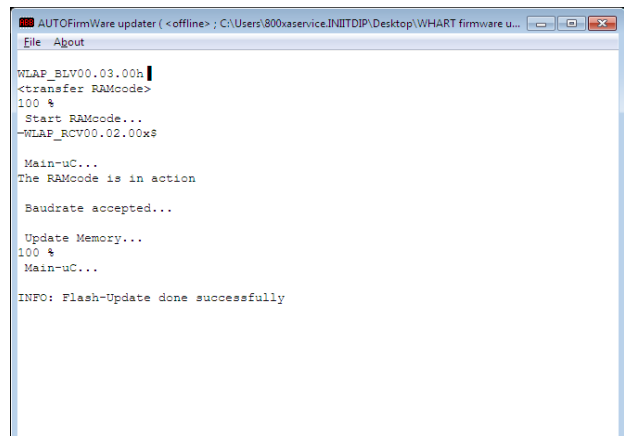 AUTOFirmWare updater ( <offline> ; C:\Users\800xaservice.INIITDIP\Desktop\WHART firmware u...
File About
WLAP_BLV00.03.00h
<transfer RAMcode>
100 %
Start RAMcode...
—WLAP_RCV00.02.00x$
Main-uC...
The RAMcode is in action
Baudrate accepted...
Update Memory...
100 %
Main-uC...
INFO: Flash-Update done successfully